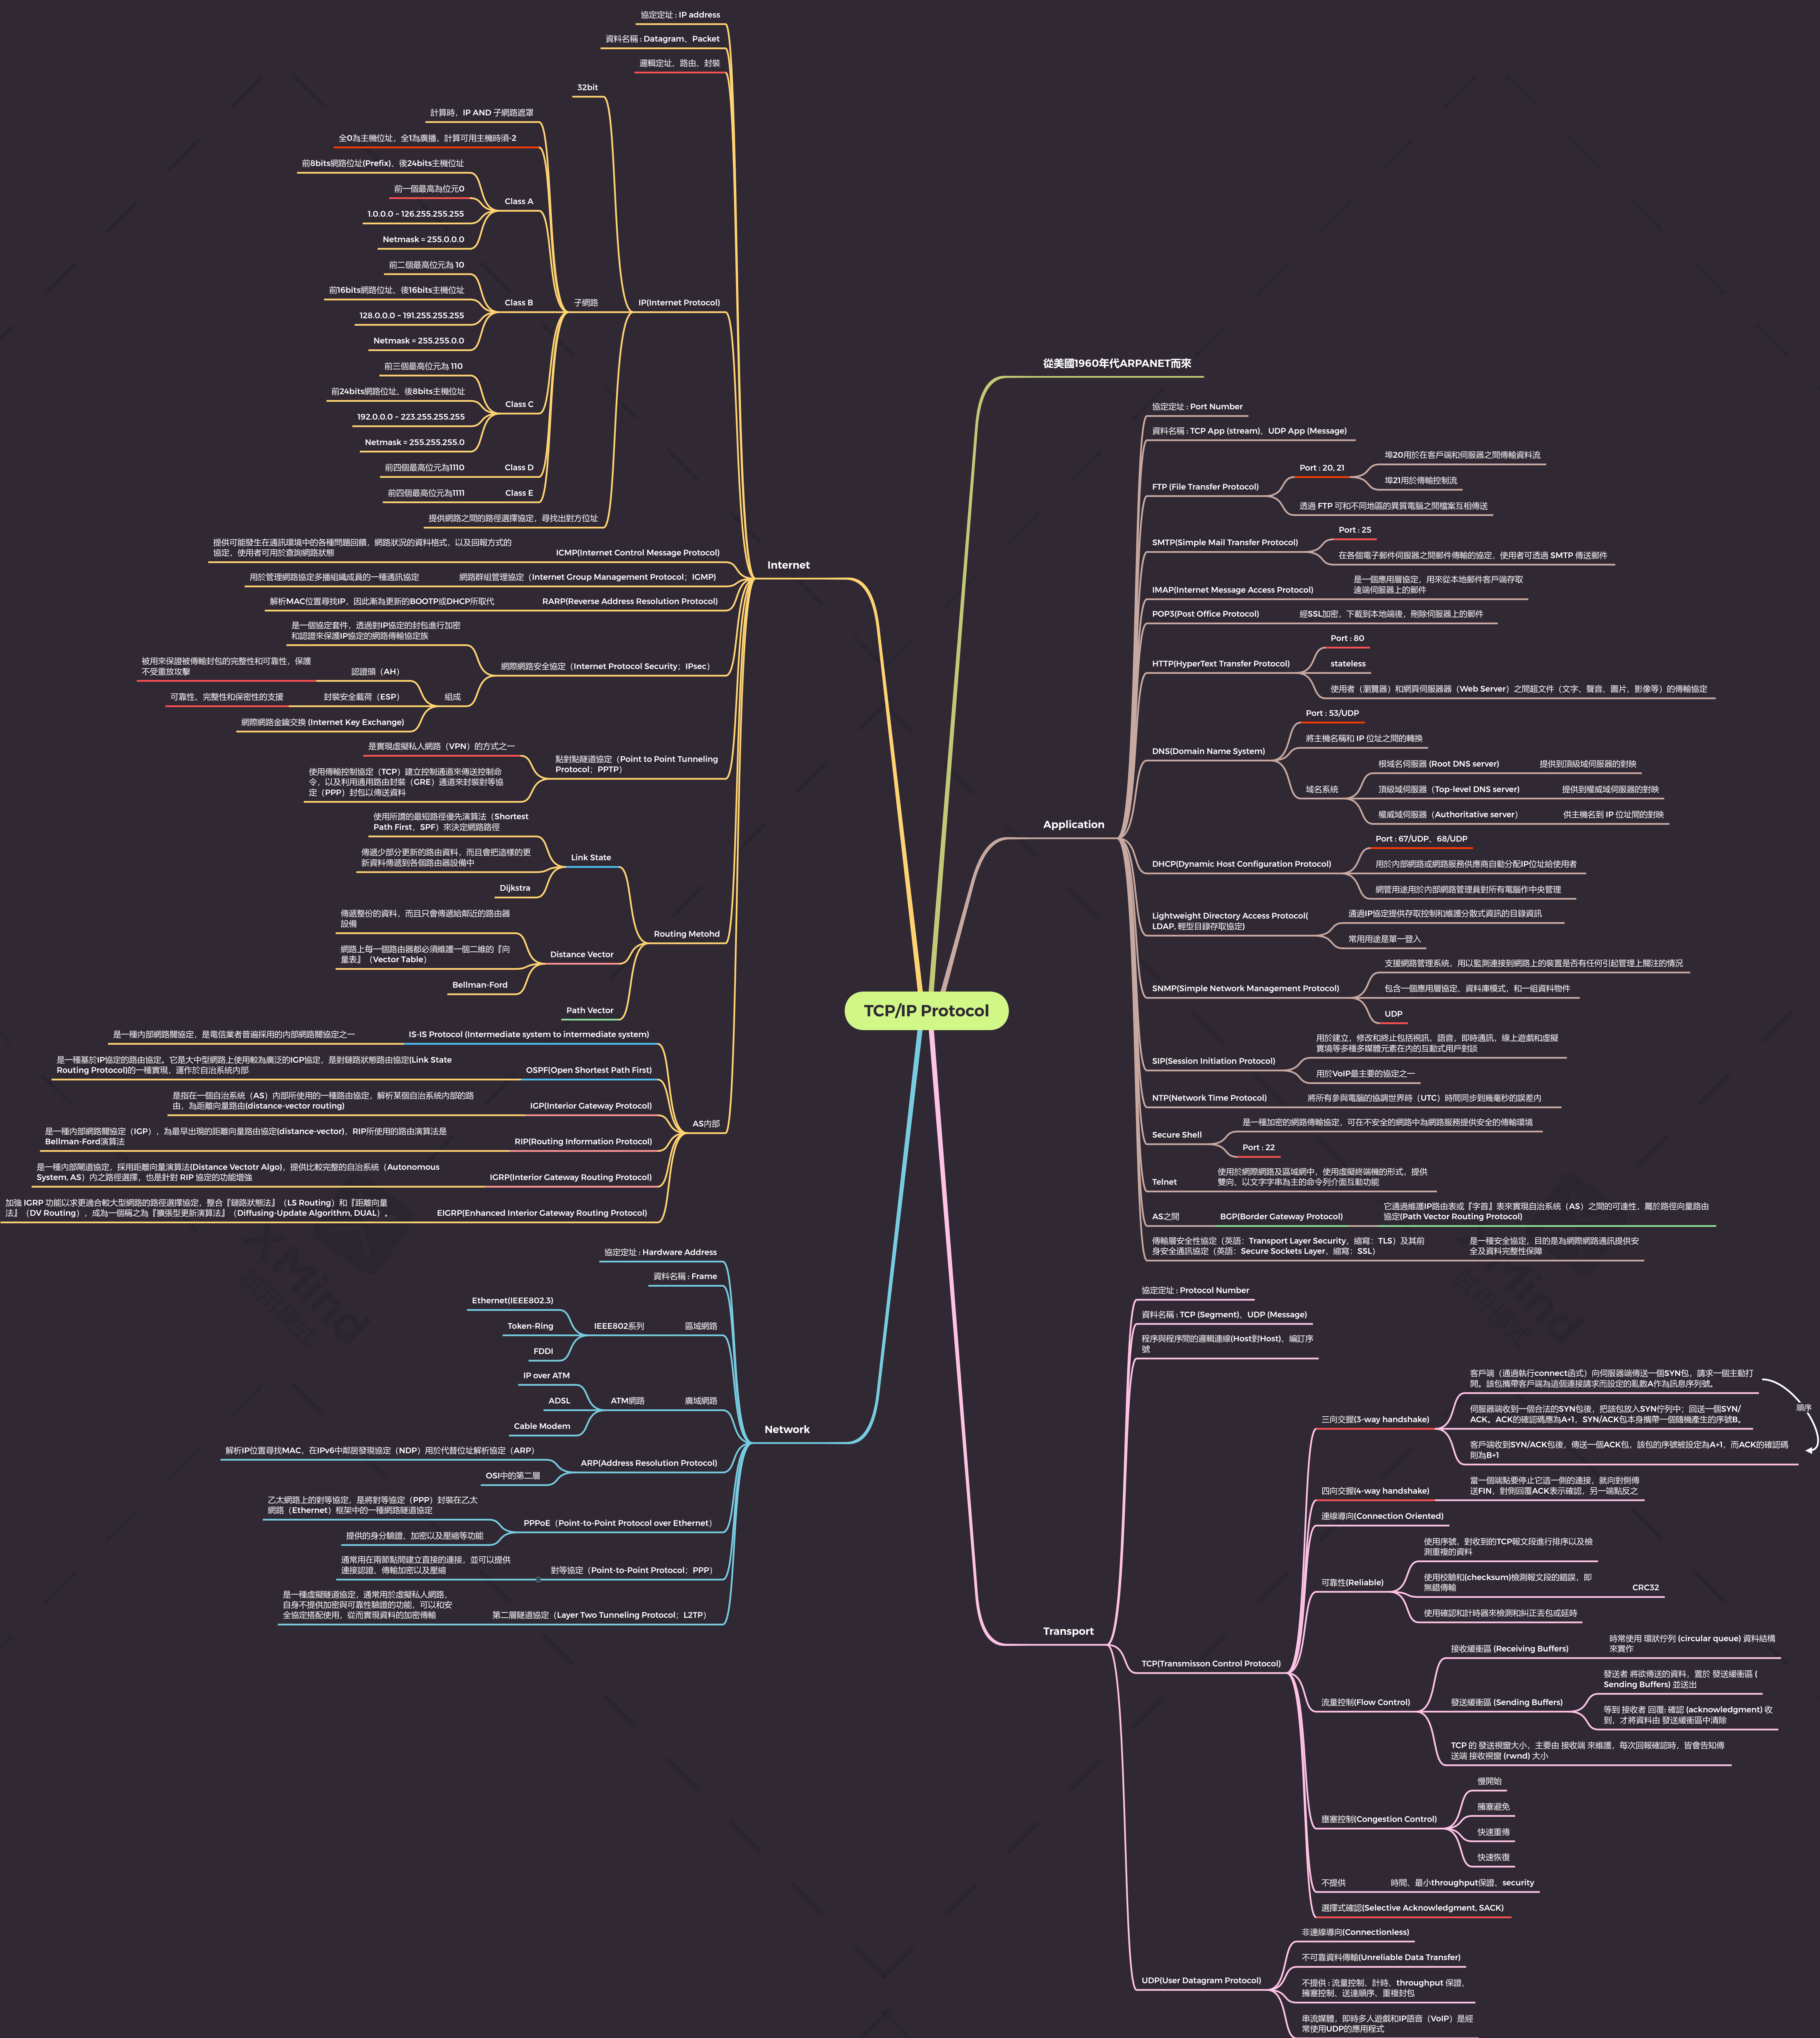 TCP/IP Protocol
從美國1960年代ARPANET而來
Application
協定定址 : Port Number
資料名稱 : TCP App (stream)、UDP App (Message)
FTP (File Transfer Protocol)
Port : 20, 21
埠20用於在客戶端和伺服器之間傳輸資料流
埠21用於傳輸控制流
透過 FTP 可和不同地區的異質電腦之間檔案互相傳送
SMTP(Simple Mail Transfer Protocol)
Port : 25
在各個電子郵件伺服器之間郵件傳輸的協定，使用者可透過 SMTP 傳送郵件
IMAP(Internet Message Access Protocol)
是一個應用層協定，用來從本地郵件客戶端存取
遠端伺服器上的郵件
POP3(Post Office Protocol)
經SSL加密，下載到本地端後，刪除伺服器上的郵件
HTTP(HyperText Transfer Protocol)
Port : 80
stateless
使用者（瀏覽器）和網頁伺服器器（Web Server）之間超文件（文字、聲音、圖片、影像等）的傳輸協定
DNS(Domain Name System)
Port : 53/UDP
將主機名稱和 IP 位址之間的轉換
域名系統
根域名伺服器 (Root DNS server)
提供到頂級域伺服器的對映
頂級域伺服器（Top-level DNS server)
提供到權威域伺服器的對映
權威域伺服器（Authoritative server）
供主機名到 IP 位址間的對映
DHCP(Dynamic Host Configuration Protocol)
Port : 67/UDP、68/UDP
用於內部網路或網路服務供應商自動分配IP位址給使用者
網管用途用於內部網路管理員對所有電腦作中央管理
Lightweight Directory Access Protocol(
LDAP, 輕型目錄存取協定)
通過IP協定提供存取控制和維護分散式資訊的目錄資訊
常用用途是單一登入
SNMP(Simple Network Management Protocol)
支援網路管理系統，用以監測連接到網路上的裝置是否有任何引起管理上關注的情況
包含一個應用層協定、資料庫模式，和一組資料物件
UDP
SIP(Session Initiation Protocol)
用於建立，修改和終止包括視訊，語音，即時通訊，線上遊戲和虛擬
實境等多種多媒體元素在內的互動式用戶對談
用於VoIP最主要的協定之一
NTP(Network Time Protocol)
將所有參與電腦的協調世界時（UTC）時間同步到幾毫秒的誤差內
Secure Shell
是一種加密的網路傳輸協定，可在不安全的網路中為網路服務提供安全的傳輸環境
Port : 22
Telnet
使用於網際網路及區域網中，使用虛擬終端機的形式，提供
雙向、以文字字串為主的命令列介面互動功能
AS之間
BGP(Border Gateway Protocol)
它通過維護IP路由表或『字首』表來實現自治系統（AS）之間的可達性，屬於路徑向量路由
協定(Path Vector Routing Protocol)
傳輸層安全性協定（英語：Transport Layer Security，縮寫：TLS）及其前
身安全通訊協定（英語：Secure Sockets Layer，縮寫：SSL）
是一種安全協定，目的是為網際網路通訊提供安
全及資料完整性保障
Transport
協定定址 : Protocol Number
資料名稱 : TCP (Segment)、UDP (Message)
程序與程序間的邏輯連線(Host對Host)、編訂序
號
TCP(Transmisson Control Protocol)
三向交握(3-way handshake)
客戶端（通過執行connect函式）向伺服器端傳送一個SYN包，請求一個主動打
開。該包攜帶客戶端為這個連接請求而設定的亂數A作為訊息序列號。
伺服器端收到一個合法的SYN包後，把該包放入SYN佇列中；回送一個SYN/
ACK。ACK的確認碼應為A+1，SYN/ACK包本身攜帶一個隨機產生的序號B。
客戶端收到SYN/ACK包後，傳送一個ACK包，該包的序號被設定為A+1，而ACK的確認碼
則為B+1
順序
四向交握(4-way handshake)
當一個端點要停止它這一側的連接，就向對側傳
送FIN，對側回覆ACK表示確認，另一端點反之
連線導向(Connection Oriented)
可靠性(Reliable)
使用序號，對收到的TCP報文段進行排序以及檢
測重複的資料
使用校驗和(checksum)檢測報文段的錯誤，即
無錯傳輸
CRC32
使用確認和計時器來檢測和糾正丟包或延時
流量控制(Flow Control)
接收緩衝區 (Receiving Buffers)
時常使用 環狀佇列 (circular queue) 資料結構
來實作
發送緩衝區 (Sending Buffers)
發送者 將欲傳送的資料，置於 發送緩衝區 (
Sending Buffers) 並送出
等到 接收者 回覆: 確認 (acknowledgment) 收
到，才將資料由 發送緩衝區中清除
TCP 的 發送視窗大小，主要由 接收端 來維護，每次回報確認時，皆會告知傳
送端 接收視窗 (rwnd) 大小
壅塞控制(Congestion Control)
慢開始
擁塞避免
快速重傳
快速恢復
不提供
時間、最小throughput保證、security
選擇式確認(Selective Acknowledgment, SACK)
UDP(User Datagram Protocol)
非連線導向(Connectionless)
不可靠資料傳輸(Unreliable Data Transfer)
不提供 : 流量控制、計時、throughput 保證、
擁塞控制、送達順序、重複封包
串流媒體，即時多人遊戲和IP語音（VoIP）是經
常使用UDP的應用程式
Internet
協定定址 : IP address
資料名稱 : Datagram、Packet
邏輯定址、路由、封裝
IP(Internet Protocol)
32bit
子網路
計算時，IP AND 子網路遮罩
全0為主機位址，全1為廣播，計算可用主機時須-2
Class A
前8bits網路位址(Prefix)、後24bits主機位址
前一個最高為位元0
1.0.0.0 ~ 126.255.255.255
Netmask = 255.0.0.0
Class B
前二個最高位元為 10
前16bits網路位址、後16bits主機位址
128.0.0.0 ~ 191.255.255.255
Netmask = 255.255.0.0
Class C
前三個最高位元為 110
前24bits網路位址、後8bits主機位址
192.0.0.0 ~ 223.255.255.255
Netmask = 255.255.255.0
Class D
前四個最高位元為1110
Class E
前四個最高位元為1111
提供網路之間的路徑選擇協定，尋找出對方位址
ICMP(Internet Control Message Protocol)
提供可能發生在通訊環境中的各種問題回饋，網路狀況的資料格式，以及回報方式的
協定，使用者可用於查詢網路狀態
網路群組管理協定（Internet Group Management Protocol；IGMP)
用於管理網路協定多播組織成員的一種通訊協定
RARP(Reverse Address Resolution Protocol)
解析MAC位置尋找IP，因此漸為更新的BOOTP或DHCP所取代
網際網路安全協定（Internet Protocol Security；IPsec）
是一個協定套件，透過對IP協定的封包進行加密
和認證來保護IP協定的網路傳輸協定族
組成
認證頭（AH）
被用來保證被傳輸封包的完整性和可靠性，保護
不受重放攻擊
封裝安全載荷（ESP）
可靠性、完整性和保密性的支援
網際網路金鑰交換 (Internet Key Exchange)
點對點隧道協定（Point to Point Tunneling
Protocol；PPTP）
是實現虛擬私人網路（VPN）的方式之一
使用傳輸控制協定（TCP）建立控制通道來傳送控制命
令，以及利用通用路由封裝（GRE）通道來封裝對等協
定（PPP）封包以傳送資料
Routing Metohd
Link State
使用所謂的最短路徑優先演算法（Shortest
Path First，SPF）來決定網路路徑
傳遞少部分更新的路由資料，而且會把這樣的更
新資料傳遞到各個路由器設備中
Dijkstra
Distance Vector
傳遞整份的資料，而且只會傳遞給鄰近的路由器
設備
網路上每一個路由器都必須維護一個二維的『向
量表』（Vector Table）
Bellman-Ford
Path Vector
AS內部
IS-IS Protocol (Intermediate system to intermediate system)
是一種內部網路關協定，是電信業者普遍採用的內部網路關協定之一
OSPF(Open Shortest Path First)
是一種基於IP協定的路由協定。它是大中型網路上使用較為廣泛的IGP協定，是對鏈路狀態路由協定(Link State
Routing Protocol)的一種實現，運作於自治系統內部
IGP(Interior Gateway Protocol)
是指在一個自治系統（AS）內部所使用的一種路由協定，解析某個自治系統內部的路
由，為距離向量路由(distance-vector routing)
RIP(Routing Information Protocol)
是一種內部網路關協定（IGP），為最早出現的距離向量路由協定(distance-vector)，RIP所使用的路由演算法是
Bellman-Ford演算法
IGRP(Interior Gateway Routing Protocol)
是一種內部閘道協定，採用距離向量演算法(Distance Vectotr Algo)，提供比較完整的自治系統（Autonomous
System, AS）內之路徑選擇，也是針對 RIP 協定的功能增強
EIGRP(Enhanced Interior Gateway Routing Protocol)
加強 IGRP 功能以求更適合較大型網路的路徑選擇協定，整合『鏈路狀態法』（LS Routing）和『距離向量
法』（DV Routing），成為一個稱之為『擴張型更新演算法』（Diffusing-Update Algorithm, DUAL）。
Network
協定定址 : Hardware Address
資料名稱 : Frame
區域網路
IEEE802系列
Ethernet(IEEE802.3)
Token-Ring
FDDI
廣域網路
ATM網路
IP over ATM
ADSL
Cable Modem
ARP(Address Resolution Protocol)
解析IP位置尋找MAC，在IPv6中鄰居發現協定（NDP）用於代替位址解析協定（ARP）
OSI中的第二層
PPPoE（Point-to-Point Protocol over Ethernet）
乙太網路上的對等協定，是將對等協定（PPP）封裝在乙太
網路（Ethernet）框架中的一種網路隧道協定
提供的身分驗證、加密以及壓縮等功能
對等協定（Point-to-Point Protocol；PPP）
通常用在兩節點間建立直接的連接，並可以提供
連接認證、傳輸加密以及壓縮
第二層隧道協定（Layer Two Tunneling Protocol；L2TP）
是一種虛擬隧道協定，通常用於虛擬私人網路，
自身不提供加密與可靠性驗證的功能，可以和安
全協定搭配使用，從而實現資料的加密傳輸
XMind
試用模式
XMind
試用模式